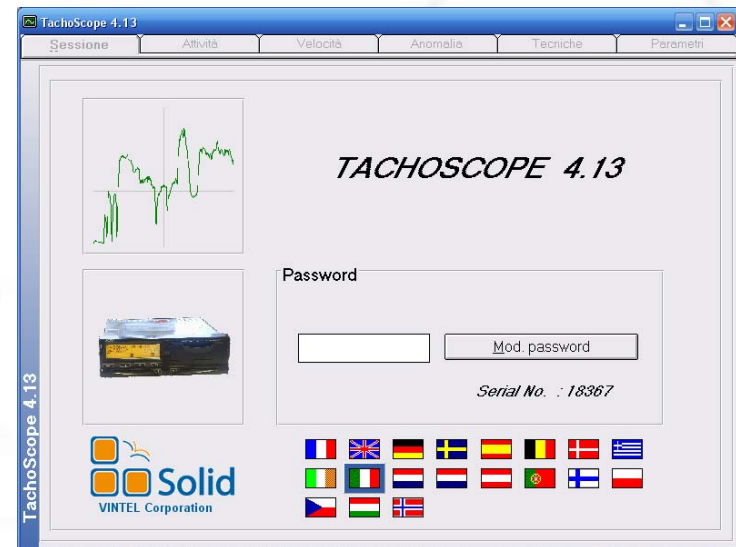 TachoScope 4.13
Sessione Attività Velocità Anomalia Tecniche Parametri
TACHOSCOPE 4.13
Password
Mod. password
Serial No. : 18367
TachoScope 4.13
Solid
VINTEL Corporation